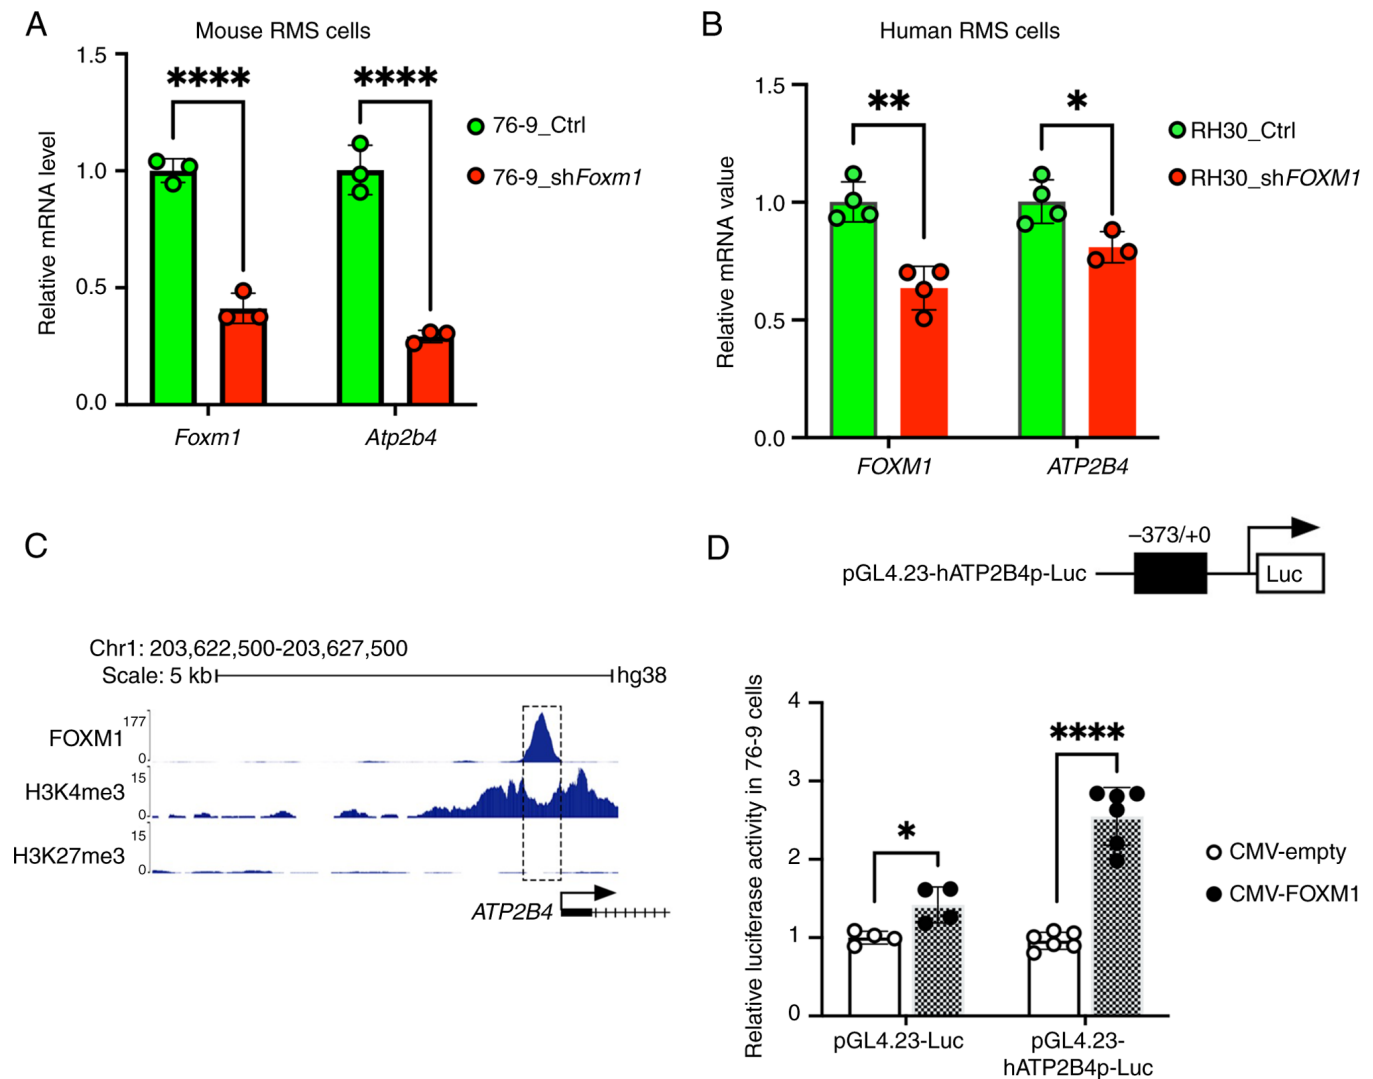 A
Mouse RMS cells
Relative mRNA level
1.5
1.0
0.5
0.0
****
****
76-9_Ctrl
76-9_shFoxm1
Foxm1
Atp2b4
B
Human RMS cells
Relative mRNA value
1.5
1.0
0.5
0.0
**
*
RH30_Ctrl
RH30_shFOXM1
FOXM1
ATP2B4
C
Chr1: 203,622,500-203,627,500
Scale: 5 kb
hg38
FOXM1
177
0
H3K4me3
15
0
H3K27me3
15
0
ATP2B4
D
–373/+0
pGL4.23-hATP2B4p-Luc
Luc
Relative luciferase activity in 76-9 cells
4
3
2
1
0
*
****
CMV-empty
CMV-FOXM1
pGL4.23-Luc
pGL4.23-
hATP2B4p-Luc